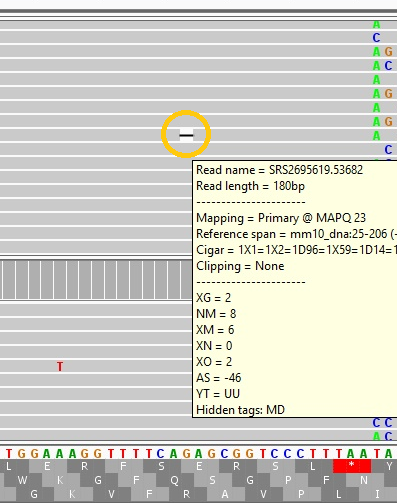 A
C
A G
A C
A
A G
A
A G
A
C
Read name = SRS2695619.53682
Read length = 180bp
----------------------
Mapping = Primary @ MAPQ 23
Reference span = mm10_dna:25-206 (-
Cigar = 1X1=1X2=1D96=1X59=1D14=1
Clipping = None
----------------------
XG = 2
NM = 8
XM = 6
XN = 0
XO = 2
AS = -46
YT = UU
Hidden tags: MD
T
C C
A C
T G G A A A G G T T T T C A G A G C G G T C C C T T T A A T A
L E R F S E R S L * Y
W K G F Q S G P F N
G K V F R A V P L I